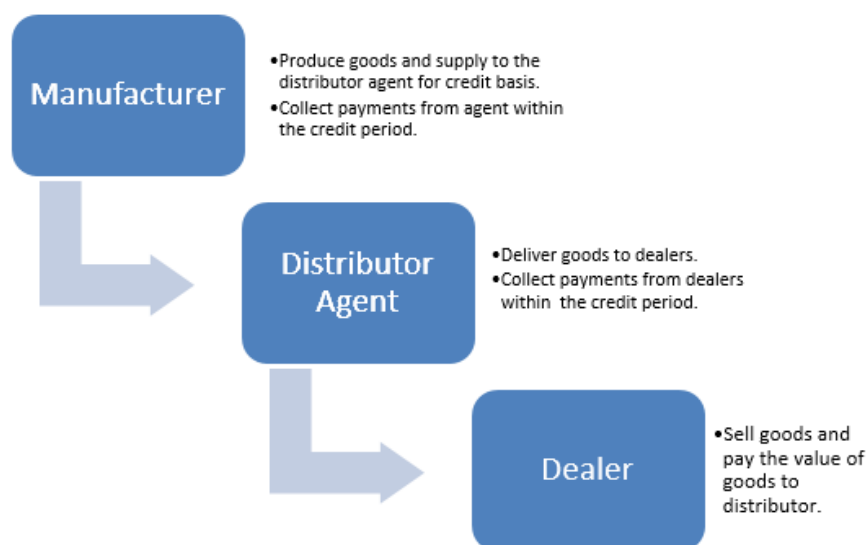 Manufacturer
•Produce goods and supply to the
distributor agent for credit basis.
•Collect payments from agent within
the credit period.
Distributor
Agent
•Deliver goods to dealers.
•Collect payments from dealers
within the credit period.
Dealer
•Sell goods and
pay the value of
goods to
distributor.